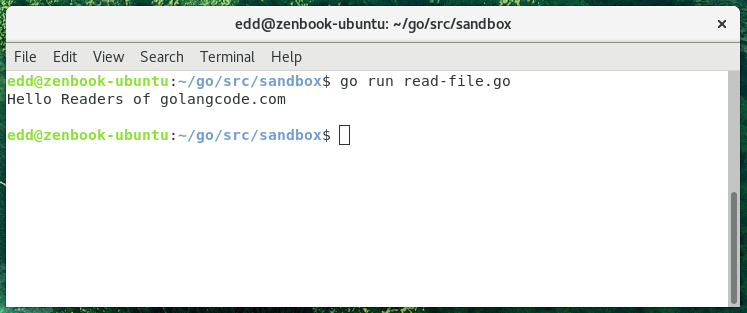 edd@zenbook-ubuntu: ~/go/src/sandbox ×
File Edit View Search Terminal Help
edd@zenbook-ubuntu:~/go/src/sandbox$ go run read-file.go
Hello Readers of golangcode.com
edd@zenbook-ubuntu:~/go/src/sandbox$